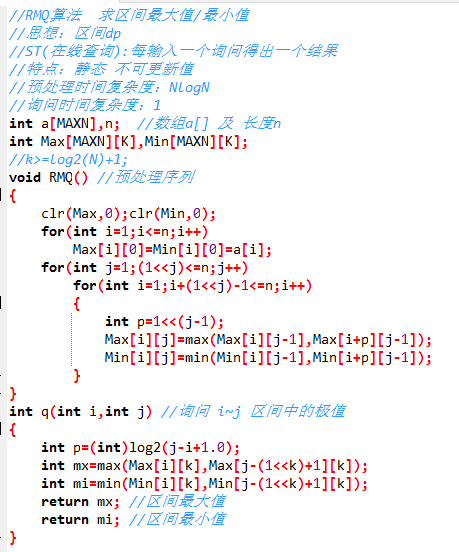 //RMQ算法  求区间最大值/最小值
//思想：区间dp
//ST(在线查询):每输入一个询问得出一个结果
//特点：静态 不可更新值
//预处理时间复杂度：NlogN
//询问时间复杂度：1
int a[MAXN],n;  //数组a[] 及 长度n
int Max[MAXN][K],Min[MAXN][K];
//k>=log2(N)+1;
void RMQ() //预处理序列
{
    clr(Max,0);clr(Min,0);
    for(int i=1;i<=n;i++)
        Max[i][0]=Min[i][0]=a[i];
    for(int j=1;(1<<j)<=n;j++)
        for(int i=1;i+(1<<j)-1<=n;i++)
        {
            int p=1<<(j-1);
            Max[i][j]=max(Max[i][j-1],Max[i+p][j-1]);
            Min[i][j]=min(Min[i][j-1],Min[i+p][j-1]);
        }
}
int q(int i,int j) //询问 i~j 区间中的极值
{
    int p=(int)log2(j-i+1.0);
    int mx=max(Max[i][k],Max[j-(1<<k)+1][k]);
    int mi=min(Min[i][k],Min[j-(1<<k)+1][k]);
    return mx; //区间最大值
    return mi; //区间最小值
}